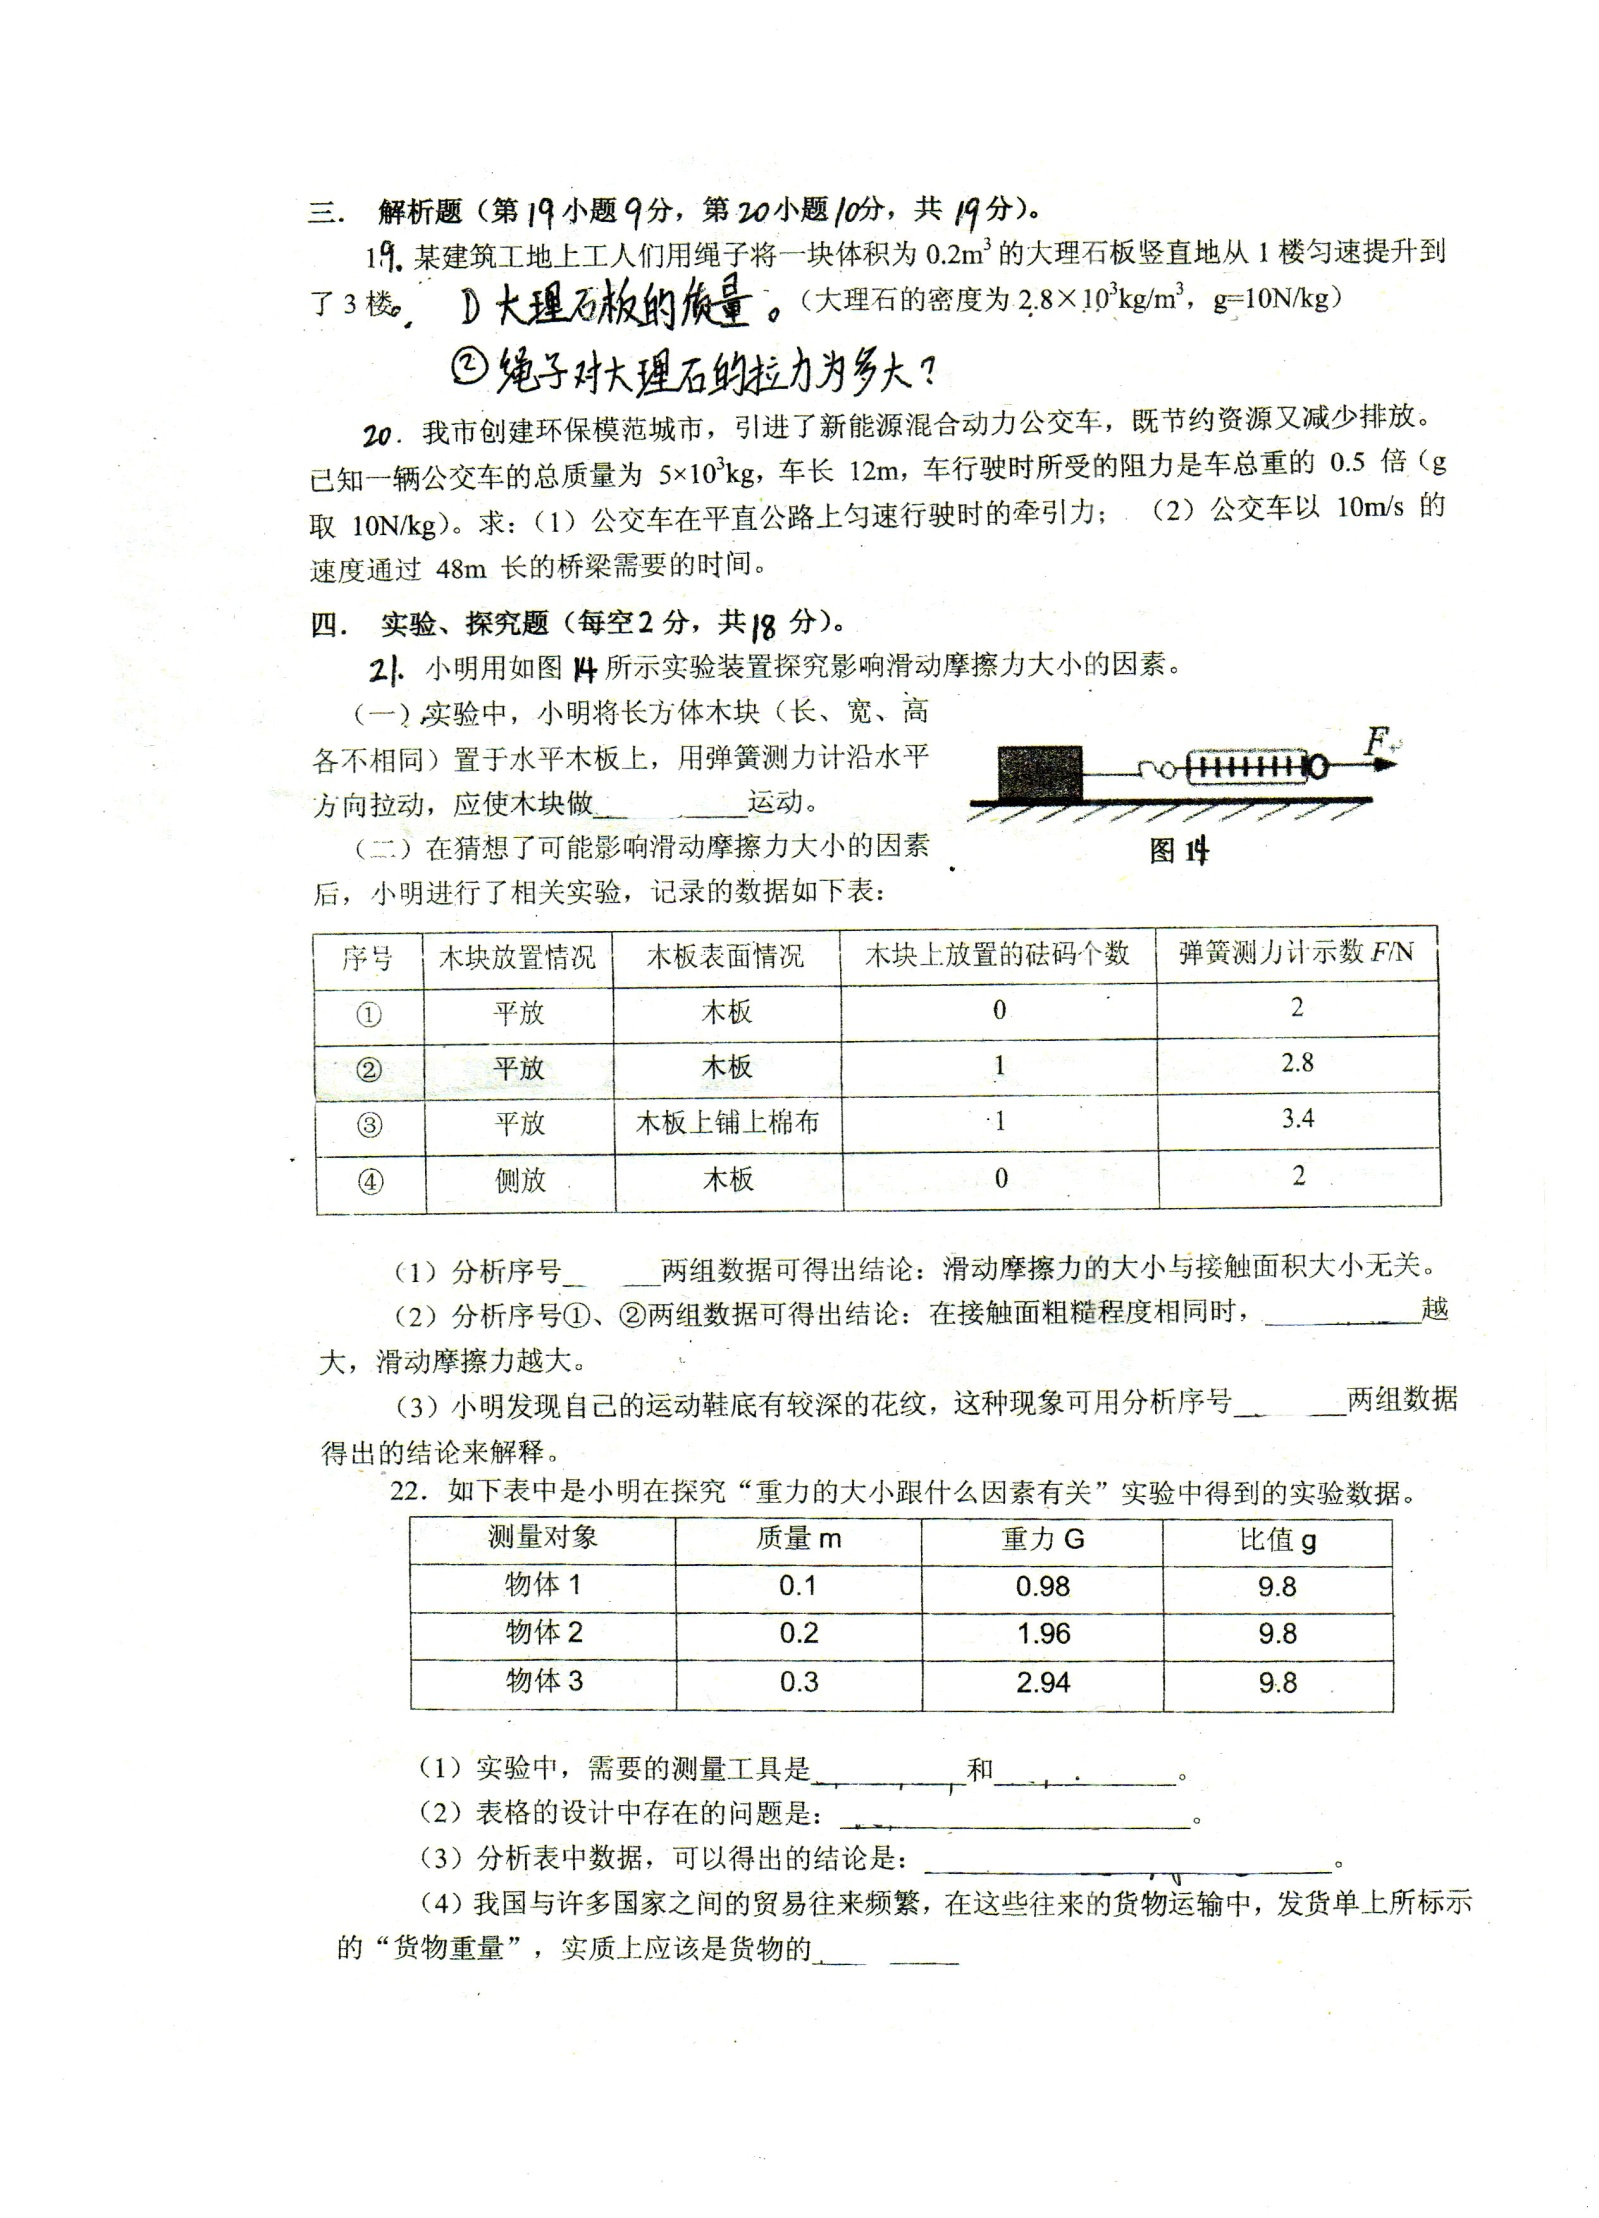 三． 解析题（第19小题9分，第20小题10分，共19分）。
19. 某建筑工地上工人们用绳子将一块体积为 0.2m³ 的大理石板竖直地从 1 楼匀速提升到
了 3 楼。 ①大理石板的质量。（大理石的密度为 2.8×10³kg/m³，g=10N/kg）
②绳子对大理石的拉力为多大？
20. 我市创建环保模范城市，引进了新能源混合动力公交车，既节约资源又减少排放。
已知一辆公交车的总质量为 5×10³kg，车长 12m，车行驶时所受的阻力是车总重的 0.5 倍（g
取 10N/kg）。求：（1）公交车在平直公路上匀速行驶时的牵引力； （2）公交车以 10m/s 的
速度通过 48m 长的桥梁需要的时间。
四． 实验、探究题（每空2分，共18 分）。
21. 小明用如图 14 所示实验装置探究影响滑动摩擦力大小的因素。
（一）实验中，小明将长方体木块（长、宽、高
各不相同）置于水平木板上，用弹簧测力计沿水平
方向拉动，应使木块做________运动。
F
图 14
（二）在猜想了可能影响滑动摩擦力大小的因素
后，小明进行了相关实验，记录的数据如下表：
序号 木块放置情况 木板表面情况 木块上放置的砝码个数 弹簧测力计示数 F/N
① 平放 木板 0 2
② 平放 木板 1 2.8
③ 平放 木板上铺上棉布 1 3.4
④ 侧放 木板 0 2
（1）分析序号______两组数据可得出结论：滑动摩擦力的大小与接触面积大小无关。
（2）分析序号①、②两组数据可得出结论：在接触面粗糙程度相同时，__________越
大，滑动摩擦力越大。
（3）小明发现自己的运动鞋底有较深的花纹，这种现象可用分析序号_______两组数据
得出的结论来解释。
22．如下表中是小明在探究“重力的大小跟什么因素有关”实验中得到的实验数据。
测量对象 质量 m 重力 G 比值 g
物体 1 0.1 0.98 9.8
物体 2 0.2 1.96 9.8
物体 3 0.3 2.94 9.8
（1）实验中，需要的测量工具是__________和____________。
（2）表格的设计中存在的问题是：______________________。
（3）分析表中数据，可以得出的结论是：__________________________。
（4）我国与许多国家之间的贸易往来频繁，在这些往来的货物运输中，发货单上所标示
的“货物重量”，实质上应该是货物的________